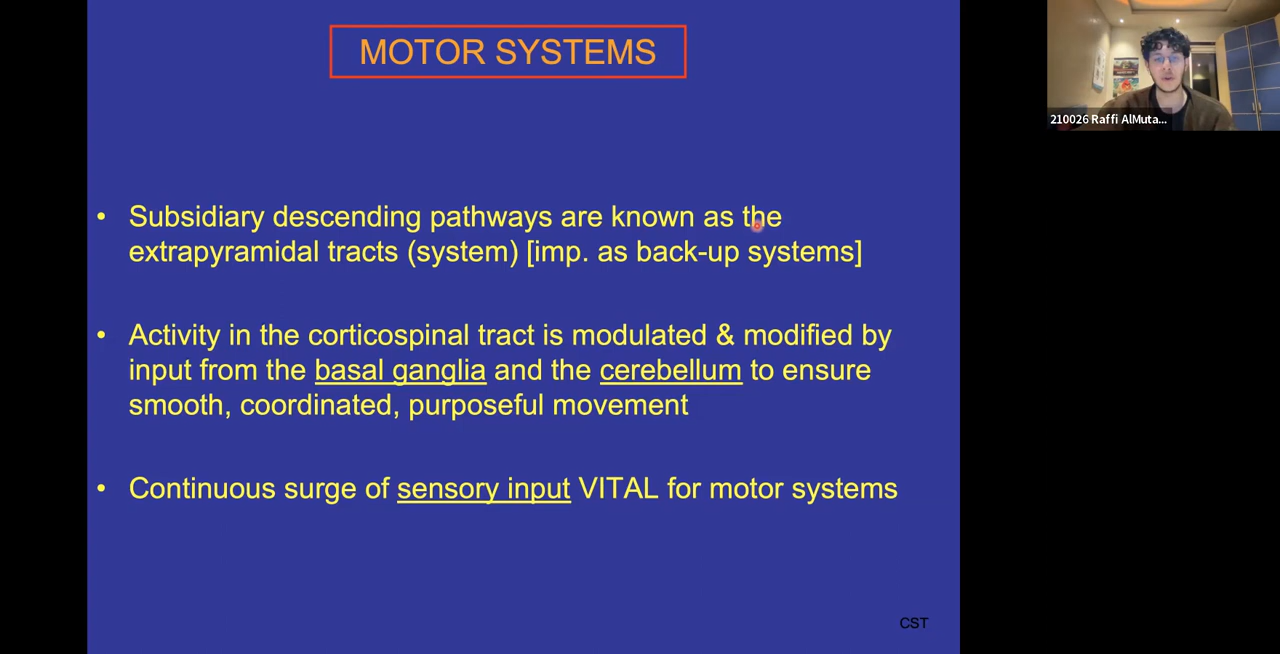 MOTOR SYSTEMS
• Subsidiary descending pathways are known as the
extrapyramidal tracts (system) [imp. as back-up systems]
• Activity in the corticospinal tract is modulated & modified by
input from the basal ganglia and the cerebellum to ensure
smooth, coordinated, purposeful movement
• Continuous surge of sensory input VITAL for motor systems
CST
210026 Raffi AlMuta...